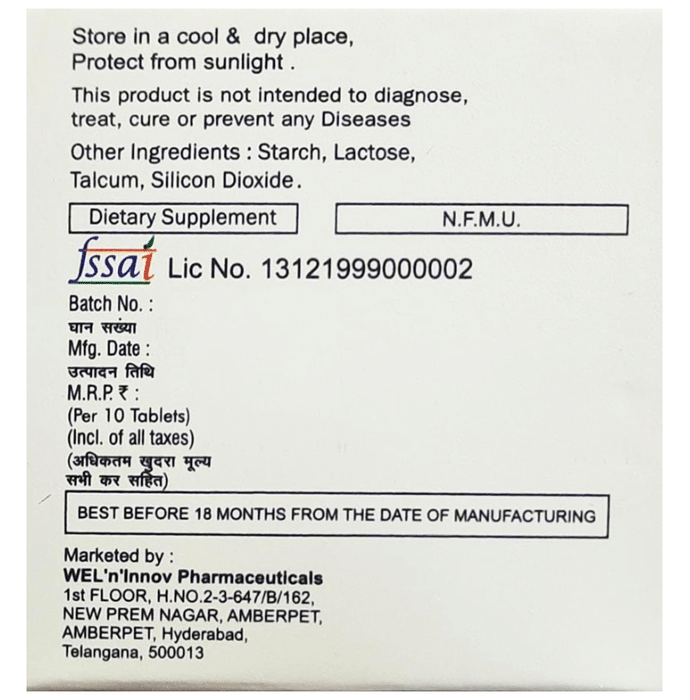 Store in a cool & dry place,
Protect from sunlight .
This product is not intended to diagnose,
treat, cure or prevent any Diseases
Other Ingredients : Starch, Lactose,
Talcum, Silicon Dioxide.
Dietary Supplement
N.F.M.U.
fssai Lic No. 13121999000002
Batch No. :
घान सख्या
Mfg. Date :
उत्पादन तिथि
M.R.P. ₹ :
(Per 10 Tablets)
(Incl. of all taxes)
(अधिकतम खुदरा मूल्य
सभी कर सहित)
BEST BEFORE 18 MONTHS FROM THE DATE OF MANUFACTURING
Marketed by :
WEL'n'Innov Pharmaceuticals
1st FLOOR, H.NO.2-3-647/B/162,
NEW PREM NAGAR, AMBERPET,
AMBERPET, Hyderabad,
Telangana, 500013